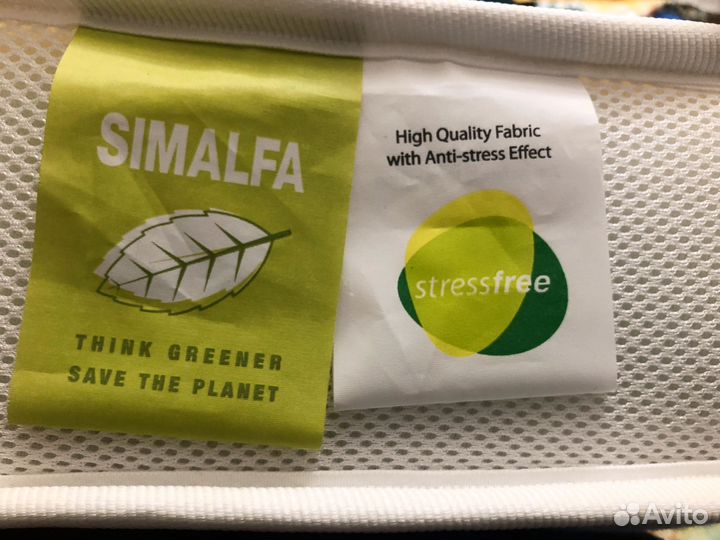 SIMALFA
THINK GREENER
SAVE THE PLANET
High Quality Fabric
with Anti-stress Effect
stressfree
Avito